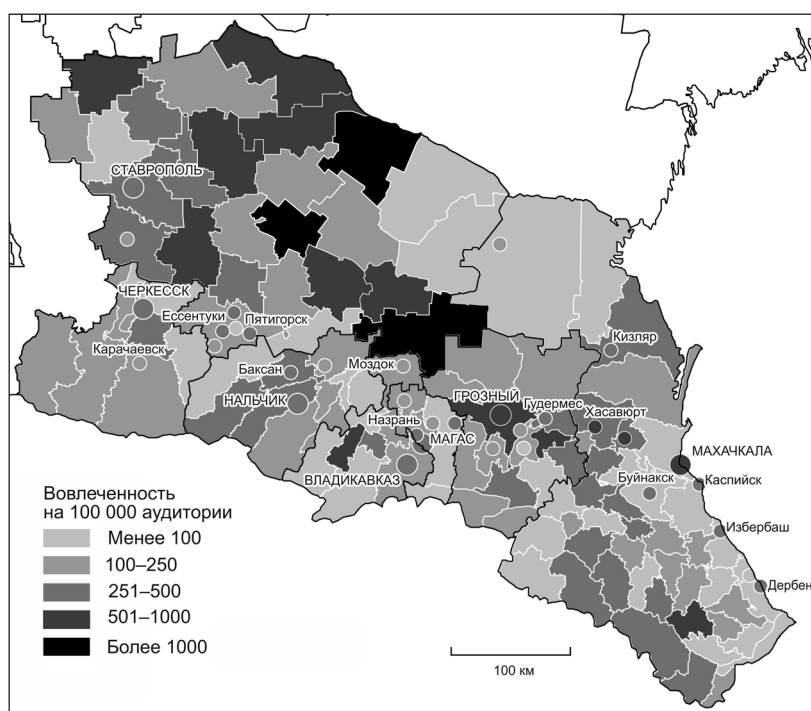 СТАВРОПОЛЬ
ЧЕРКЕССК
Ессентуки
Пятигорск
Карачаевск
Баксан
Моздок
Кизляр
НАЛЬЧИК
ГРОЗНЫЙ
Гудермес
Хасавюрт
Назрань
МАГАС
МАХАЧКАЛА
ВЛАДИКАВКАЗ
Буйнакск
Каспийск
Избербаш
Дербен
Вовлеченность
на 100 000 аудитории
Менее 100
100–250
251–500
501–1000
Более 1000
100 км